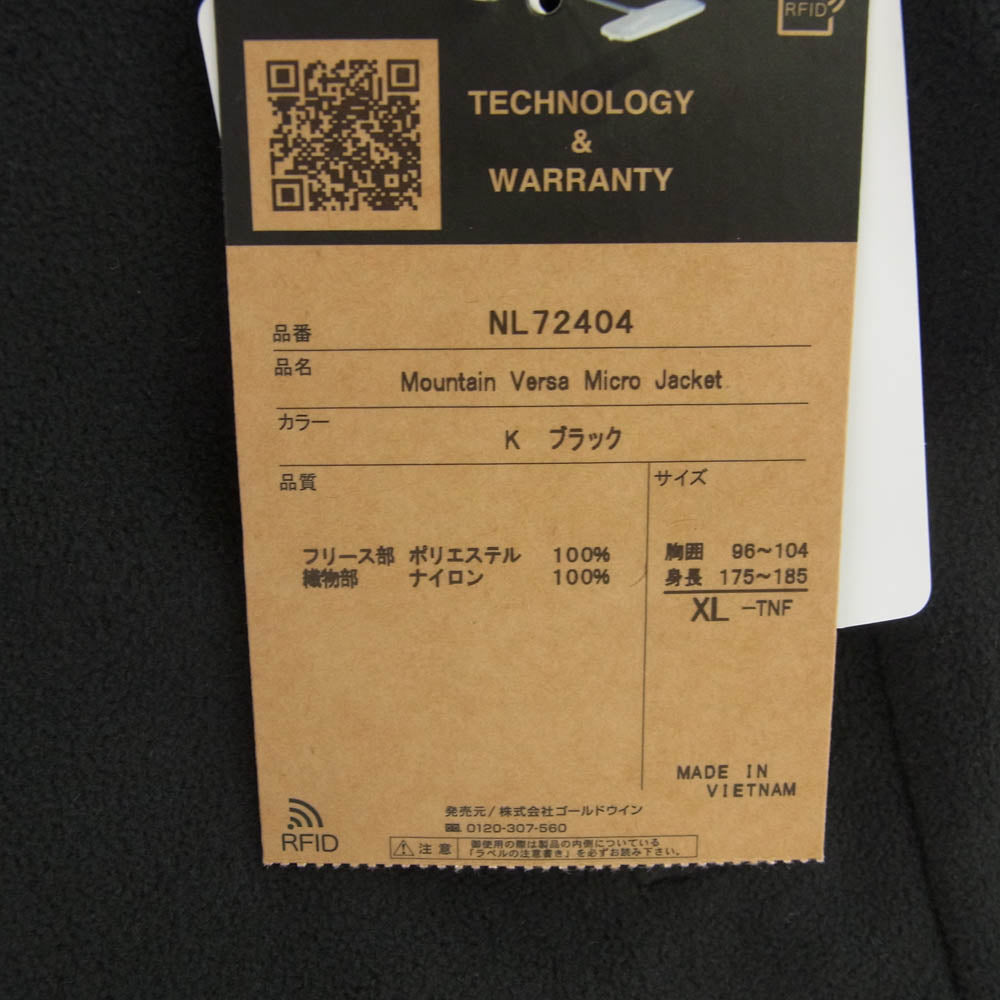 RFID
TECHNOLOGY
&
WARRANTY
品番 NL72404
品名 Mountain Versa Micro Jacket
カラー K ブラック
品質
フリース部 ポリエステル 100%
織物部 ナイロン 100%
サイズ
胸囲 96～104
身長 175～185
XL -TNF
MADE IN
VIETNAM
RFID
発売元/株式会社ゴールドウイン
0120-307-560
注意
御使用の際は製品の内側についている
「ラベルの注意書き」を必ずお読み下さい。